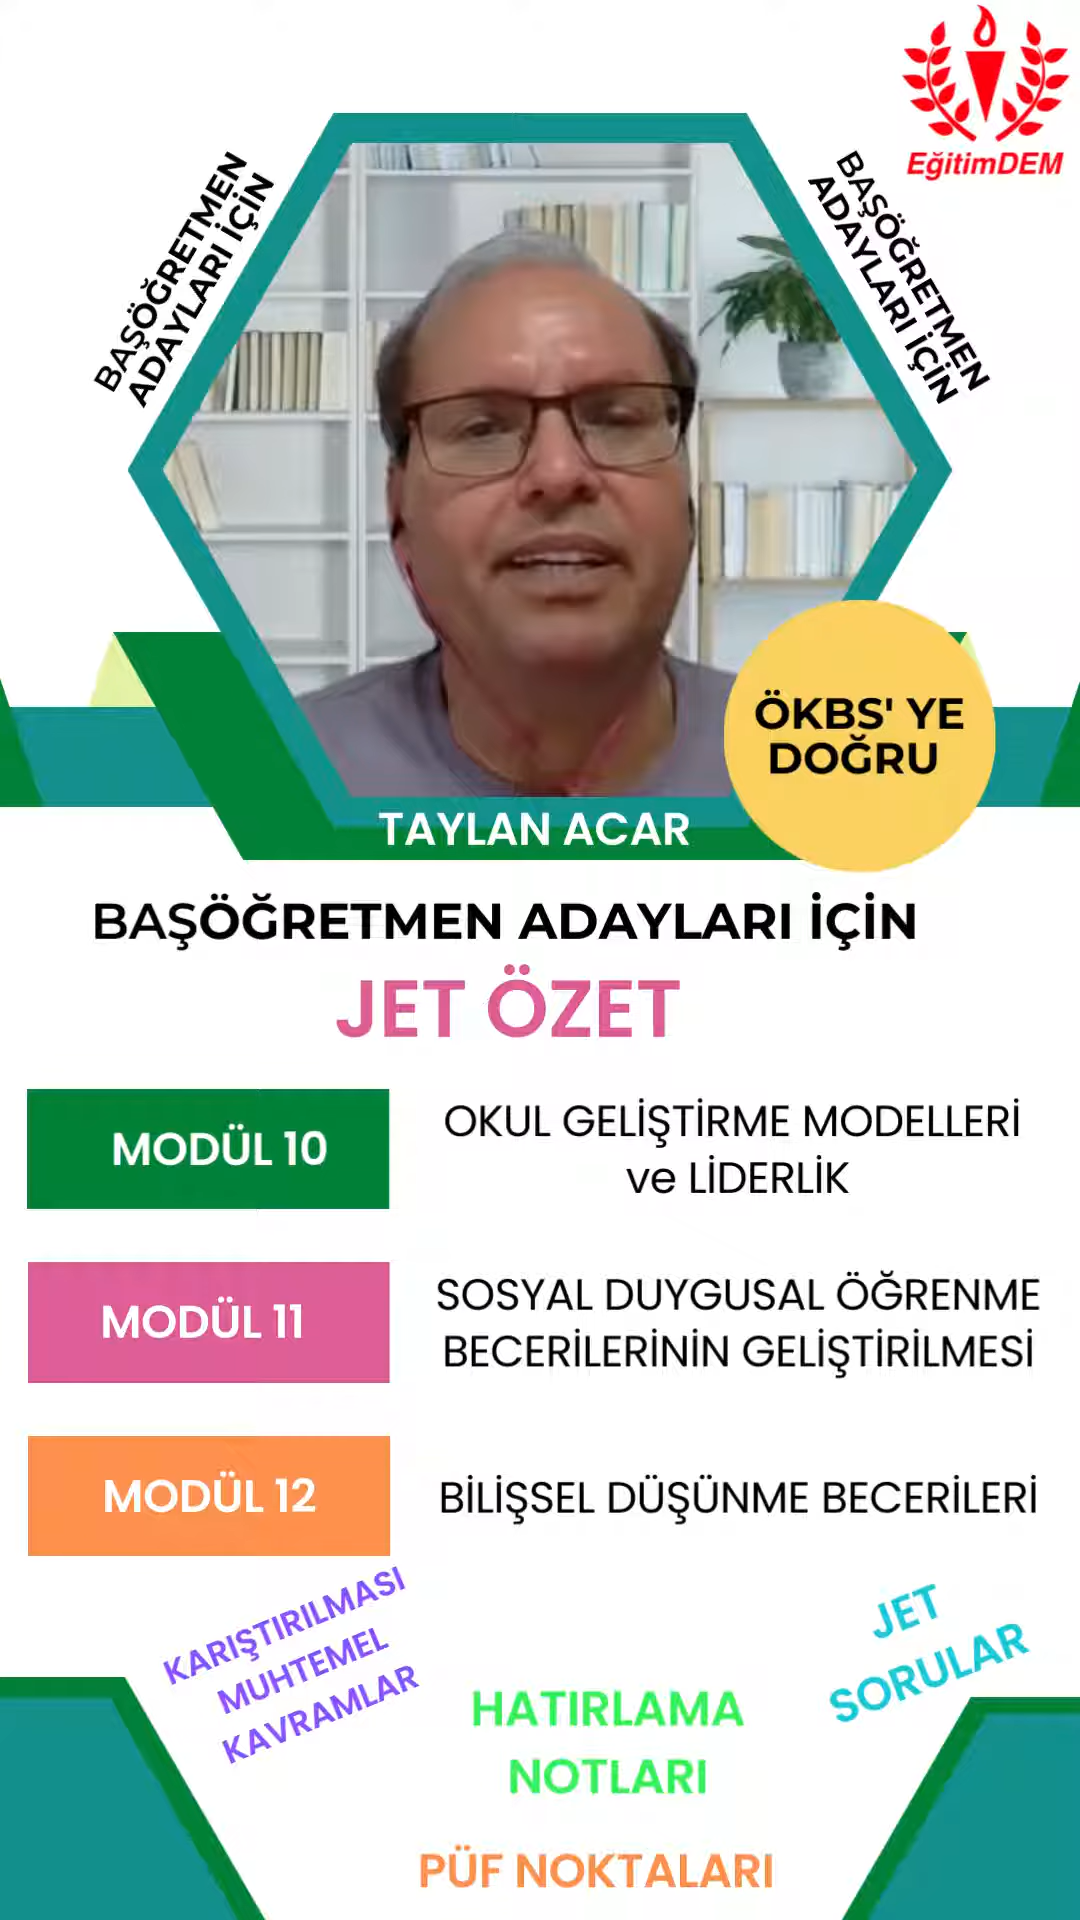 EğitimDEM
BAŞÖĞRETMEN
ADAYLARI İÇİN
BAŞÖĞRETMEN
ADAYLARI İÇİN
ÖKBS' YE
DOĞRU
TAYLAN ACAR
BAŞÖĞRETMEN ADAYLARI İÇİN
JET ÖZET
MODÜL 10
OKUL GELİŞTİRME MODELLERİ
ve LİDERLİK
MODÜL 11
SOSYAL DUYGUSAL ÖĞRENME
BECERİLERİNİN GELİŞTİRİLMESİ
MODÜL 12
BİLİŞSEL DÜŞÜNME BECERİLERİ
KARIŞTIRILMASI
MUHTEMEL
KAVRAMLAR
JET
SORULAR
HATIRLAMA
NOTLARI
PÜF NOKTALARI